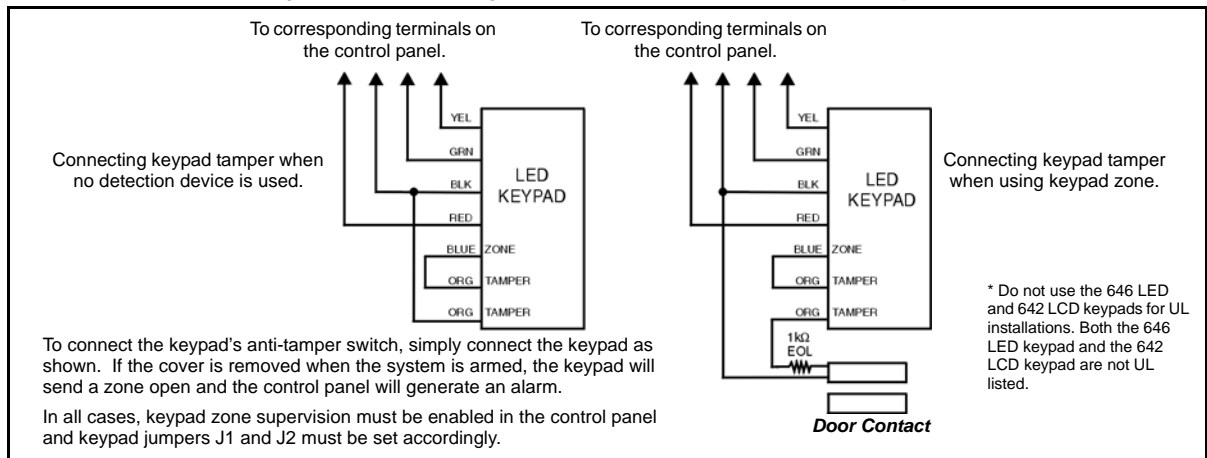 To corresponding terminals on
the control panel.
To corresponding terminals on
the control panel.
Connecting keypad tamper when
no detection device is used.
YEL
GRN
BLK
RED
BLUE ZONE
ORG TAMPER
ORG TAMPER
LED
KEYPAD
YEL
GRN
BLK
RED
BLUE ZONE
ORG TAMPER
ORG TAMPER
LED
KEYPAD
Connecting keypad tamper
when using keypad zone.
1kΩ
EOL
Door Contact
* Do not use the 646 LED
and 642 LCD keypads for UL
installations. Both the 646
LED keypad and the 642
LCD keypad are not UL
listed.
To connect the keypad's anti-tamper switch, simply connect the keypad as
shown. If the cover is removed when the system is armed, the keypad will
send a zone open and the control panel will generate an alarm.
In all cases, keypad zone supervision must be enabled in the control panel
and keypad jumpers J1 and J2 must be set accordingly.